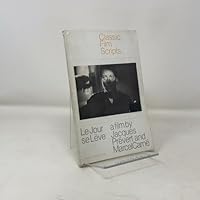 Classic
Film
Scripts
Le Jour
se Lève
a film by
Jacques
Prévert and
Marcel Carné